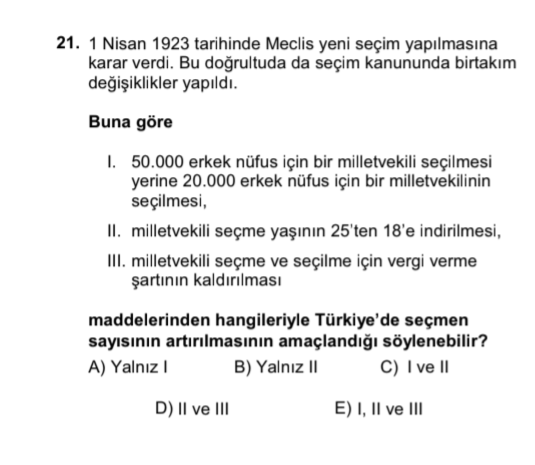 21. 1 Nisan 1923 tarihinde Meclis yeni seçim yapılmasına
karar verdi. Bu doğrultuda da seçim kanununda birtakım
değişiklikler yapıldı.
Buna göre
I. 50.000 erkek nüfus için bir milletvekili seçilmesi
yerine 20.000 erkek nüfus için bir milletvekilinin
seçilmesi,
II. milletvekili seçme yaşının 25'ten 18'e indirilmesi,
III. milletvekili seçme ve seçilme için vergi verme
şartının kaldırılması
maddelerinden hangileriyle Türkiye'de seçmen
sayısının artırılmasının amaçlandığı söylenebilir?
A) Yalnız I B) Yalnız II C) I ve II
D) II ve III E) I, II ve III